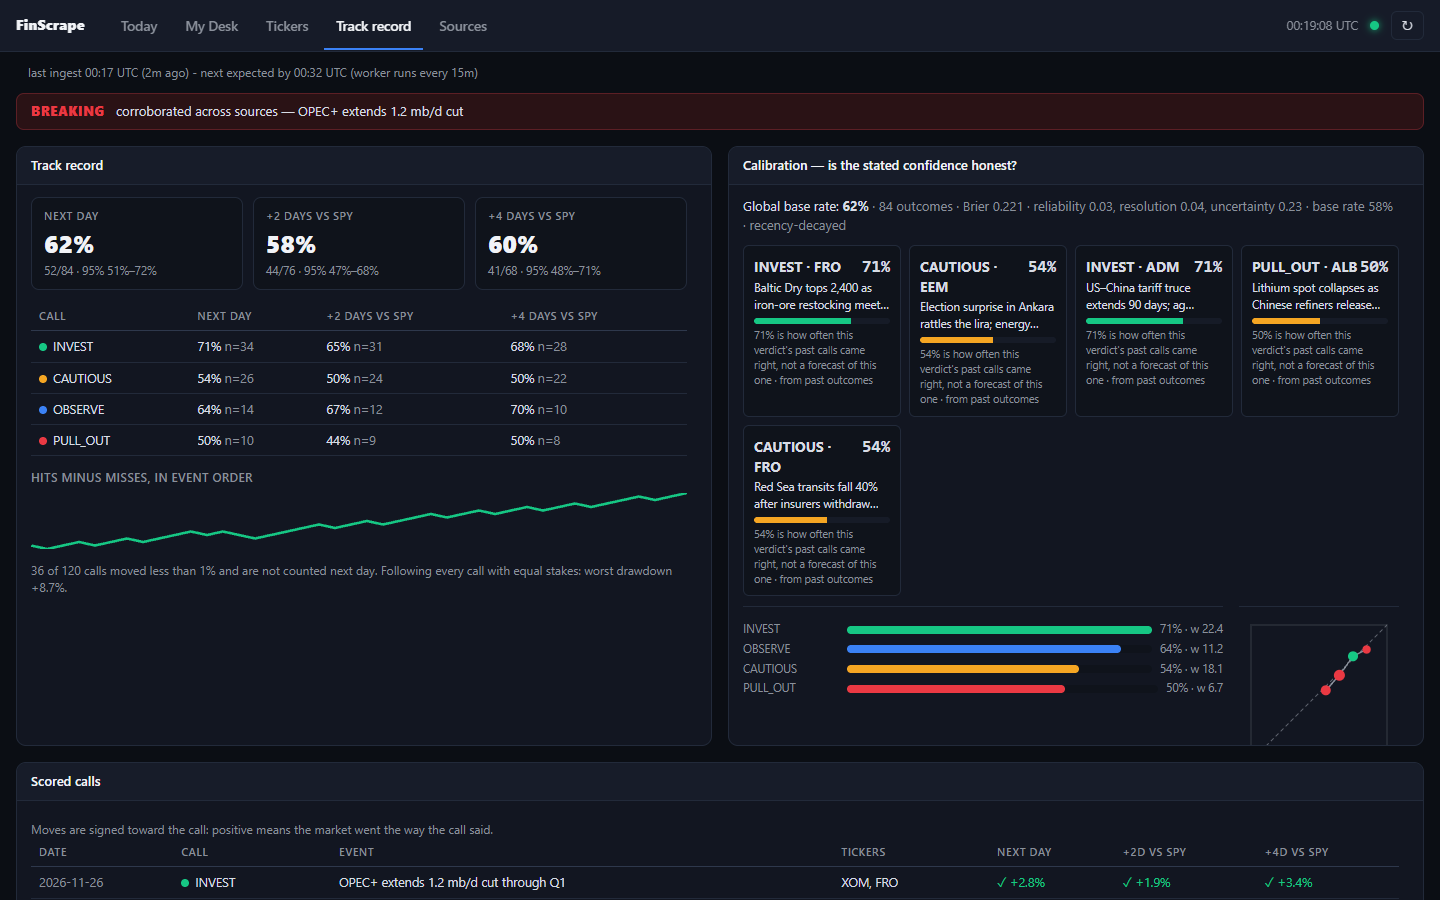 FinScrape Today My Desk Tickers Track record Sources 00:19:08 UTC ↻
last ingest 00:17 UTC (2m ago) - next expected by 00:32 UTC (worker runs every 15m)
BREAKING corroborated across sources — OPEC+ extends 1.2 mb/d cut
Track record
NEXT DAY
62%
52/84 · 95% 51%–72%
+2 DAYS VS SPY
58%
44/76 · 95% 47%–68%
+4 DAYS VS SPY
60%
41/68 · 95% 48%–71%
CALL NEXT DAY +2 DAYS VS SPY +4 DAYS VS SPY
INVEST 71% n=34 65% n=31 68% n=28
CAUTIOUS 54% n=26 50% n=24 50% n=22
OBSERVE 64% n=14 67% n=12 70% n=10
PULL_OUT 50% n=10 44% n=9 50% n=8
HITS MINUS MISSES, IN EVENT ORDER
36 of 120 calls moved less than 1% and are not counted next day. Following every call with equal stakes: worst drawdown
+8.7%.
Calibration — is the stated confidence honest?
Global base rate: 62% · 84 outcomes · Brier 0.221 · reliability 0.03, resolution 0.04, uncertainty 0.23 · base rate 58%
· recency-decayed
INVEST · FRO 71%
Baltic Dry tops 2,400 as
iron-ore restocking meet...
71% is how often this
verdict's past calls came
right, not a forecast of this
one · from past outcomes
CAUTIOUS · 54%
EEM
Election surprise in Ankara
rattles the lira; energy...
54% is how often this
verdict's past calls came
right, not a forecast of this
one · from past outcomes
INVEST · ADM 71%
US–China tariff truce
extends 90 days; ag...
71% is how often this
verdict's past calls came
right, not a forecast of this
one · from past outcomes
PULL_OUT · ALB 50%
Lithium spot collapses as
Chinese refiners release...
50% is how often this
verdict's past calls came
right, not a forecast of this
one · from past outcomes
CAUTIOUS · 54%
FRO
Red Sea transits fall 40%
after insurers withdraw...
54% is how often this
verdict's past calls came
right, not a forecast of this
one · from past outcomes
INVEST 71% · w 22.4
OBSERVE 64% · w 11.2
CAUTIOUS 54% · w 18.1
PULL_OUT 50% · w 6.7
Scored calls
Moves are signed toward the call: positive means the market went the way the call said.
DATE CALL EVENT TICKERS NEXT DAY +2D VS SPY +4D VS SPY
2026-11-26 INVEST OPEC+ extends 1.2 mb/d cut through Q1 XOM, FRO ✓ +2.8% ✓ +1.9% ✓ +3.4%